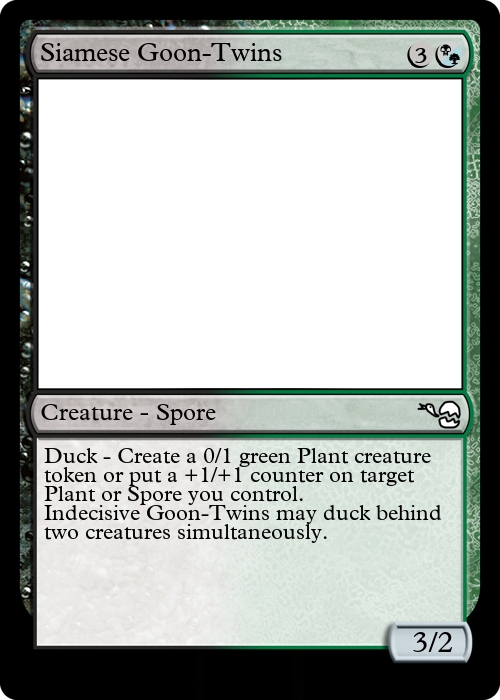 Siamese Goon-Twins
3
Creature - Spore
Duck - Create a 0/1 green Plant creature
token or put a +1/+1 counter on target
Plant or Spore you control.
Indecisive Goon-Twins may duck behind
two creatures simultaneously.
3/2